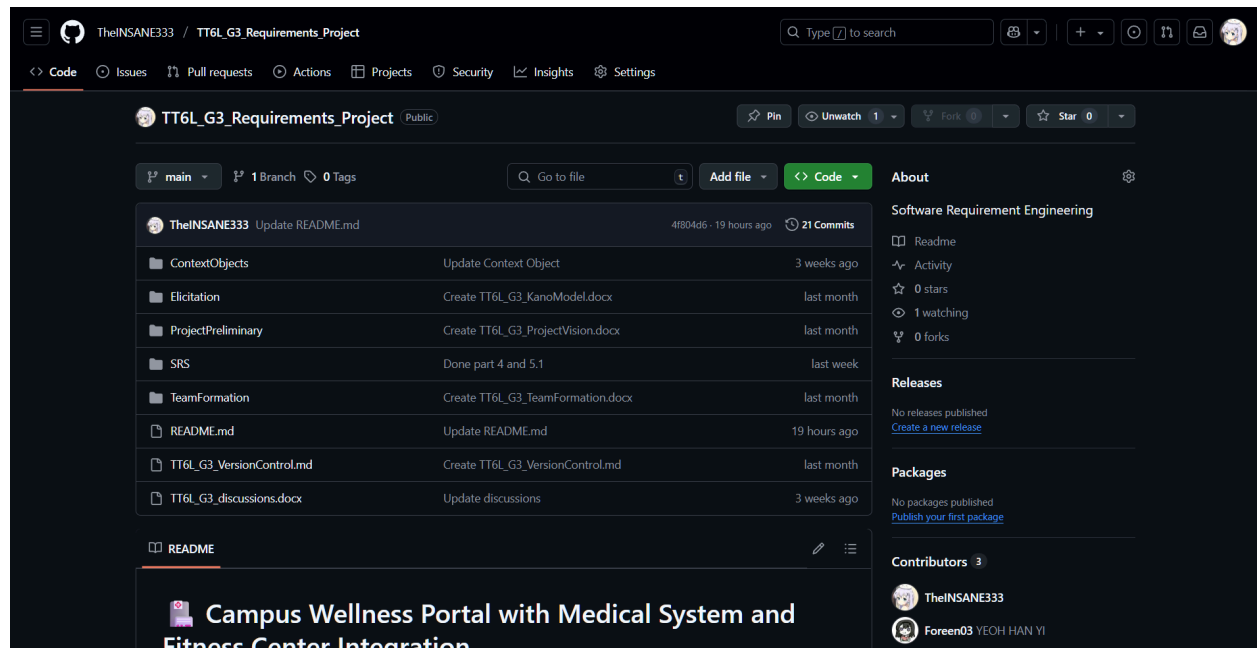 TheINSANE333 / TT6L_G3_Requirements_Project
Type / to search
Code Issues Pull requests Actions Projects Security Insights Settings
TT6L_G3_Requirements_Project Public
Pin Unwatch 1 Fork 0 Star 0
main 1 Branch 0 Tags Go to file t Add file Code
TheINSANE333 Update README.md 4f804d6 · 19 hours ago 21 Commits
ContextObjects Update Context Object 3 weeks ago
Elicitation Create TT6L_G3_KanoModel.docx last month
ProjectPreliminary Create TT6L_G3_ProjectVision.docx last month
SRS Done part 4 and 5.1 last week
TeamFormation Create TT6L_G3_TeamFormation.docx last month
README.md Update README.md 19 hours ago
TT6L_G3_VersionControl.md Create TT6L_G3_VersionControl.md last month
TT6L_G3_discussions.docx Update discussions 3 weeks ago
README
Campus Wellness Portal with Medical System and
Fitness Center Integration
About
Software Requirement Engineering
Readme
Activity
0 stars
1 watching
0 forks
Releases
No releases published
Create a new release
Packages
No packages published
Publish your first package
Contributors 3
TheINSANE333
Foreen03 YEOH HAN YI